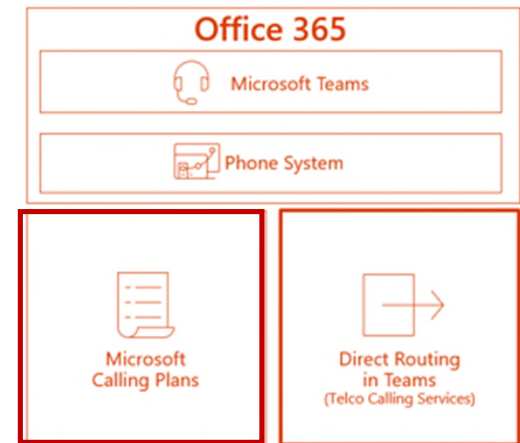 Office 365
Microsoft Teams
Phone System
Microsoft
Calling Plans
Direct Routing
in Teams
(Telco Calling Services)